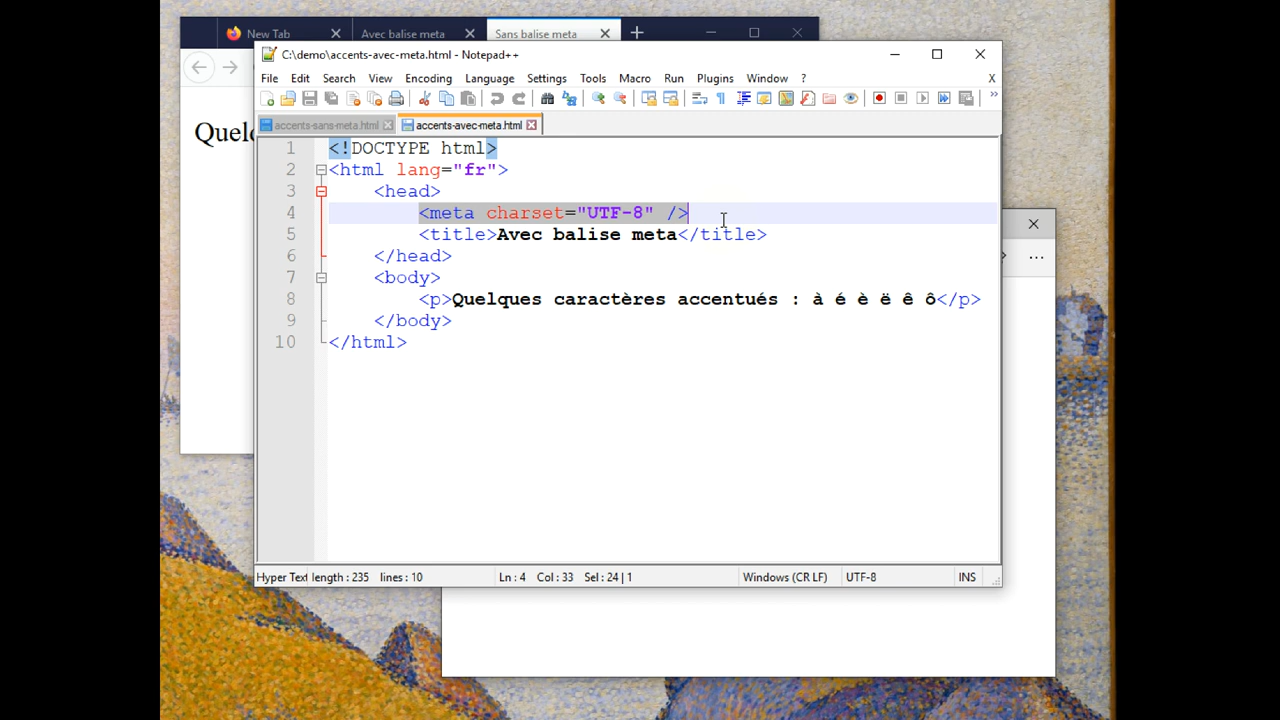 New Tab Avec balise meta Sans balise meta
C:\demo\accents-avec-meta.html - Notepad++
File Edit Search View Encoding Language Settings Tools Macro Run Plugins Window ? X
accents-sans-meta.html accents-avec-meta.html
1 <!DOCTYPE html>
2 <html lang="fr">
3 <head>
4 <meta charset="UTF-8" />
5 <title>Avec balise meta</title>
6 </head>
7 <body>
8 <p>Quelques caractères accentués : à é è ë ê ô</p>
9 </body>
10 </html>
Quelc
Hyper Text length : 235 lines : 10 Ln : 4 Col : 33 Sel : 24 | 1 Windows (CR LF) UTF-8 INS